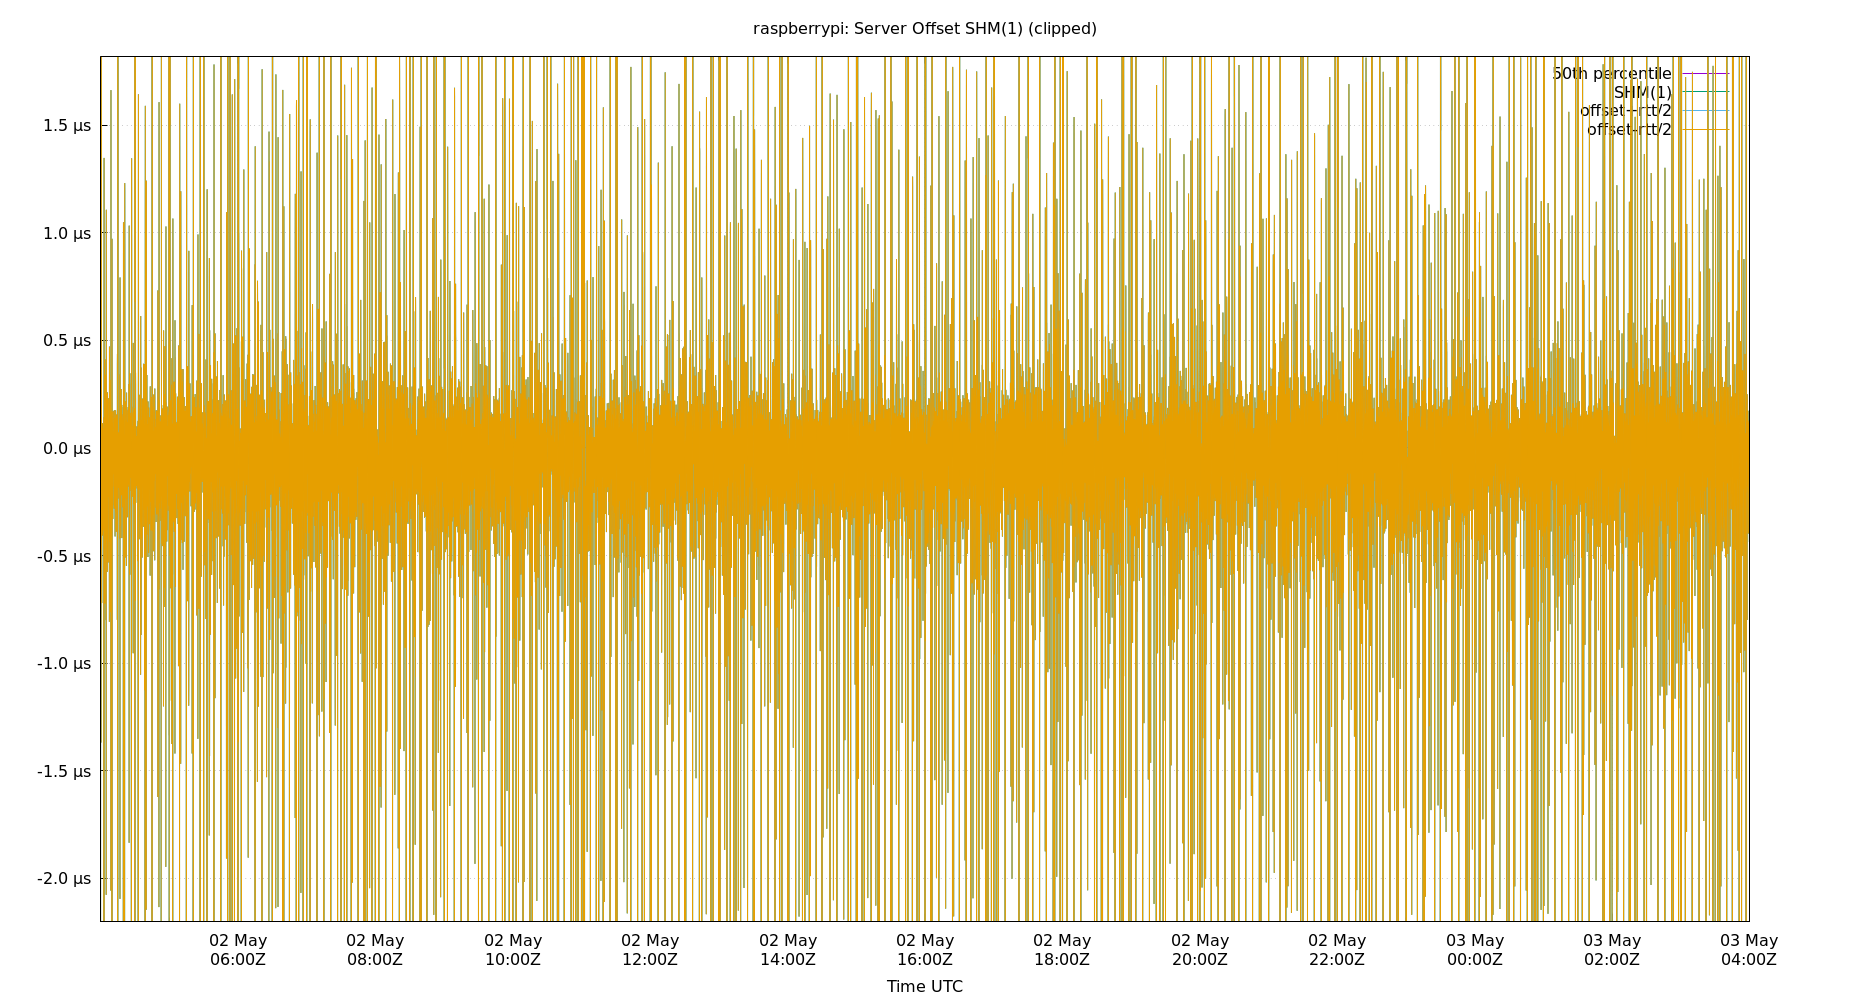 raspberrypi: Server Offset SHM(1) (clipped)
50th percentile
SHM(1)
offset+rtt/2
offset-rtt/2
1.5 µs
1.0 µs
0.5 µs
0.0 µs
-0.5 µs
-1.0 µs
-1.5 µs
-2.0 µs
02 May 02 May 02 May 02 May 02 May 02 May 02 May 02 May 02 May 03 May 03 May 03 May
06:00Z 08:00Z 10:00Z 12:00Z 14:00Z 16:00Z 18:00Z 20:00Z 22:00Z 00:00Z 02:00Z 04:00Z
Time UTC